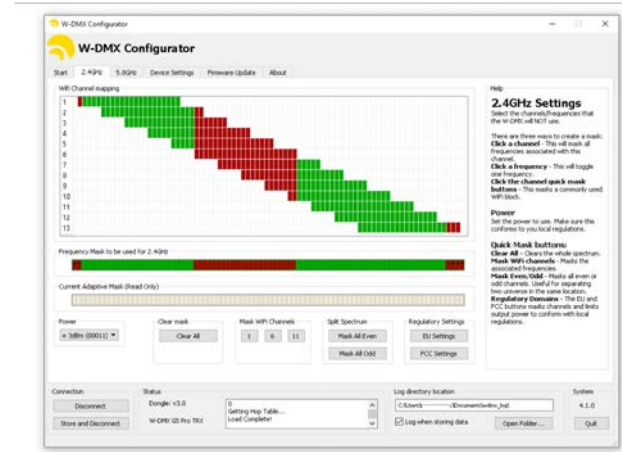 W-DMX Configurator
W-DMX Configurator
Start 2.4GHz 5.8GHz Device Settings Firmware Update About
Wifi Channel mapping
1
2
3
4
5
6
7
8
9
10
11
12
13
Frequency Mask to be used for 2.4GHz
Current Adaptive Mask (Read Only)
Power
+ 3dBm (00011)
Clear mask
Clear All
Mask WiFi Channels
1 6 11
Split Spectrum
Mask All Even
Mask All Odd
Regulatory Settings
EU Settings
FCC Settings
Help
2.4GHz Settings
Select the channels/frequencies that
the W-DMX will NOT use.
There are three ways to create a mask:
Click a channel - This will mask all
frequencies associated with this
channel.
Click a frequency - This will toggle
one frequency.
Click the channel quick mask
buttons - This masks a commonly used
WiFi block.
Power
Set the power to use. Make sure this
conforms to you local regulations.
Quick Mask buttons:
Clear All - Clears the whole spectrum.
Mask WiFi channels - Masks the
associated frequencies.
Mask Even/Odd - Masks all even or
odd channels. Useful for separating
two universe in the same location.
Regulatory Domains - The EU and
FCC buttons masks channels and limits
output power to conform with local
regulations.
Connection
Disconnect
Store and Disconnect
Status
Dongle: v3.0
W-DMX G5 Pro TRX
0
Getting Hop Table....
Load Complete!
Log directory location
Log when storing data
Open Folder...
System
4.1.0
Quit